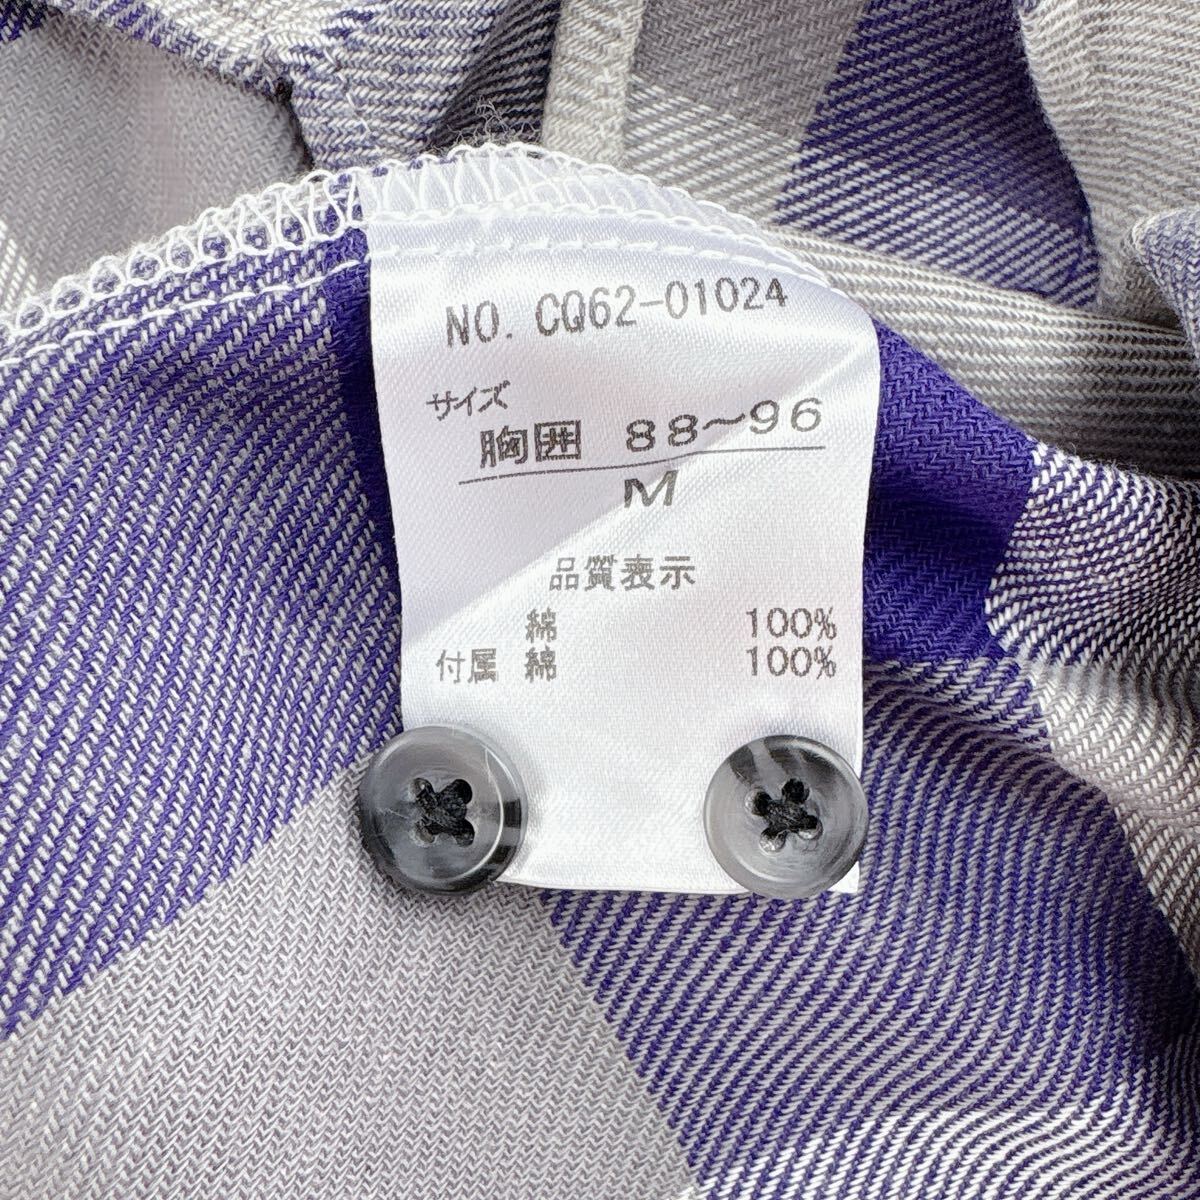 NO. CQ62-01024
サイズ
胸囲 88〜96
M
品質表示
綿 100%
付属 綿 100%